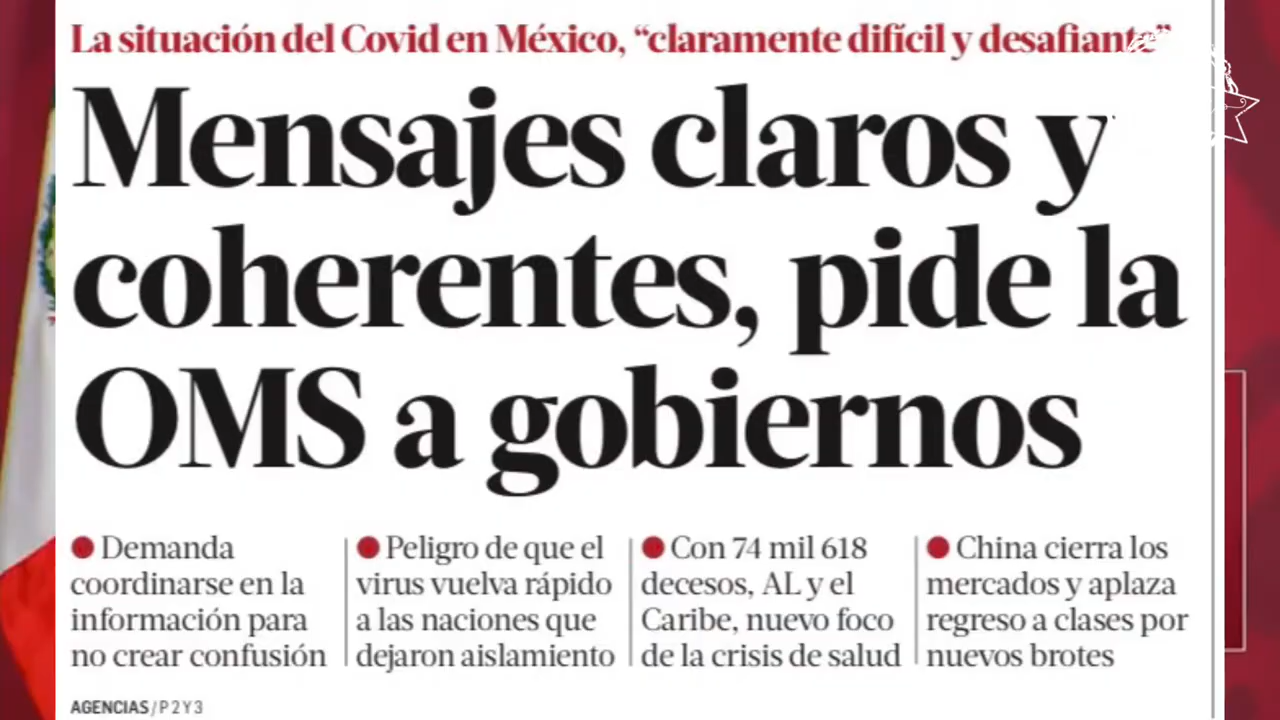 La situación del Covid en México, “claramente difícil y desafiante”
Mensajes claros y
coherentes, pide la
OMS a gobiernos
● Demanda
coordinarse en la
información para
no crear confusión
● Peligro de que el
virus vuelva rápido
a las naciones que
dejaron aislamiento
● Con 74 mil 618
decesos, AL y el
Caribe, nuevo foco
de la crisis de salud
● China cierra los
mercados y aplaza
regreso a clases por
nuevos brotes
AGENCIAS/P 2 Y 3